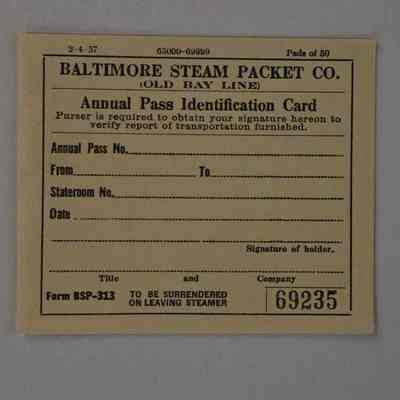 2-4-57 65000-69999 Pads of 50
BALTIMORE STEAM PACKET CO.
(OLD BAY LINE)
Annual Pass Identification Card
Purser is required to obtain your signature hereon to
verify report of transportation furnished.
Annual Pass No.
From To
Stateroom No.
Date
Signature of holder.
Title and Company
Form BSP-313 TO BE SURRENDERED
ON LEAVING STEAMER
69235